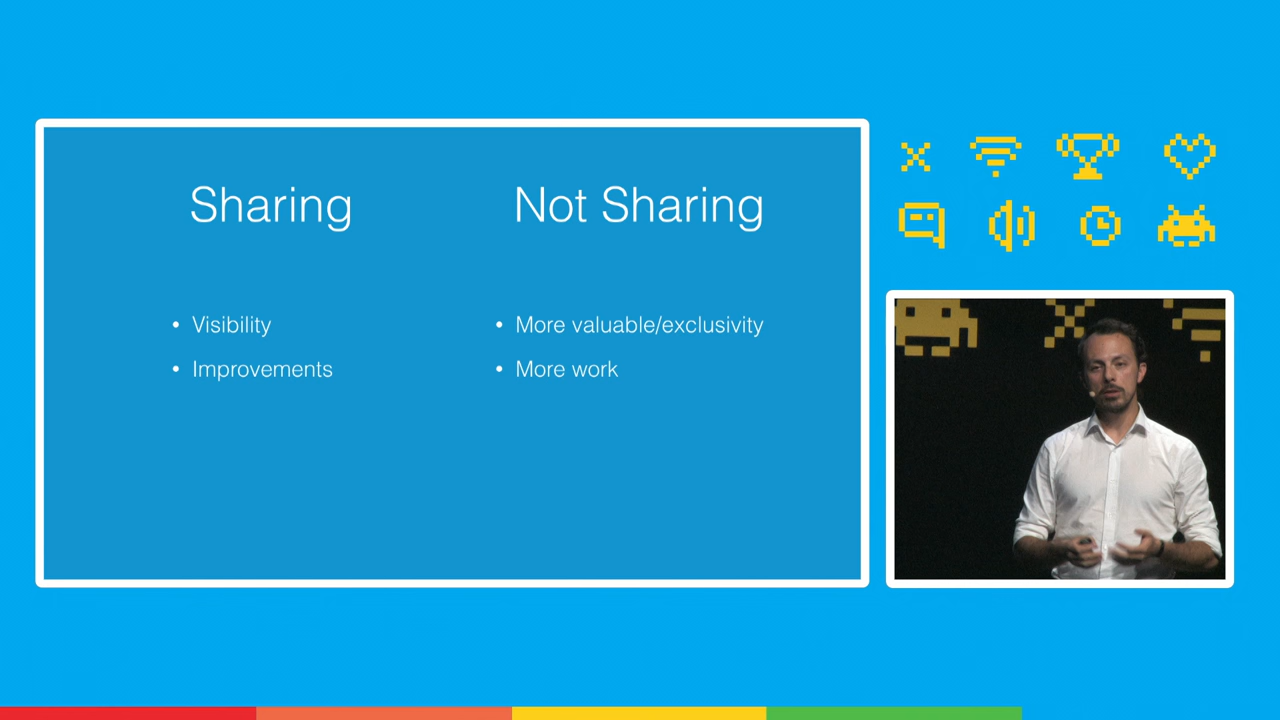 Sharing
Not Sharing
• Visibility
• Improvements
• More valuable/exclusivity
• More work